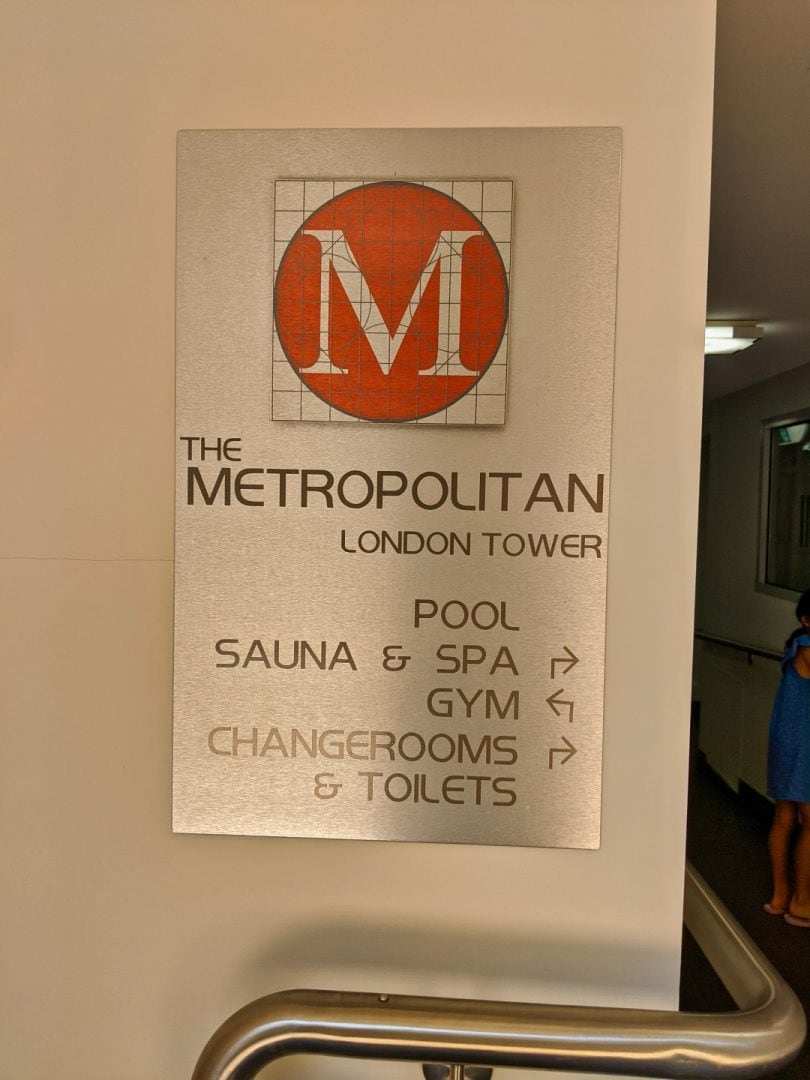 M
THE
METROPOLITAN
LONDON TOWER
POOL
SAUNA & SPA
GYM
CHANGEROOMS
& TOILETS